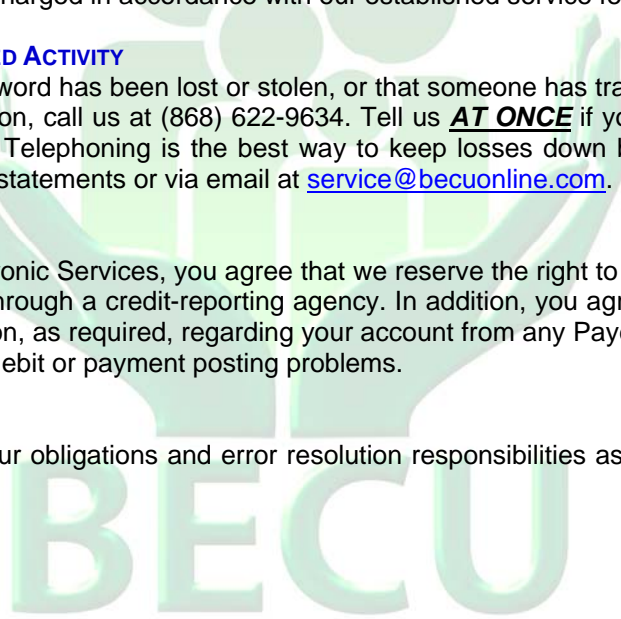 charged in accordance with our established service fe
ED ACTIVITY
word has been lost or stolen, or that someone has tra
on, call us at (868) 622-9634. Tell us AT ONCE if yo
Telephoning is the best way to keep losses down b
statements or via email at service@becuonline.com.
ronic Services, you agree that we reserve the right to
hrough a credit-reporting agency. In addition, you agr
on, as required, regarding your account from any Paye
ebit or payment posting problems.
ur obligations and error resolution responsibilities as
BECU